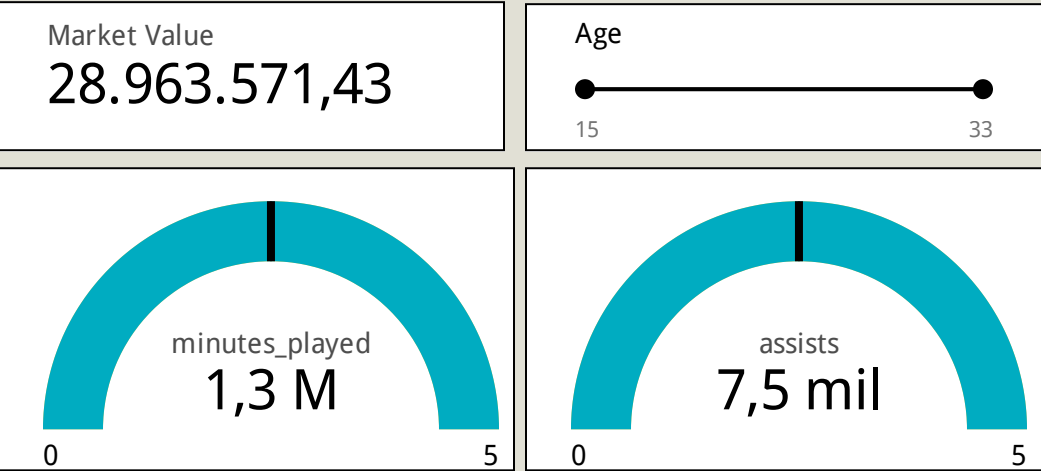 Market Value
28.963.571,43
Age
15
33
minutes_played
1,3 M
0
5
assists
7,5 mil
0
5